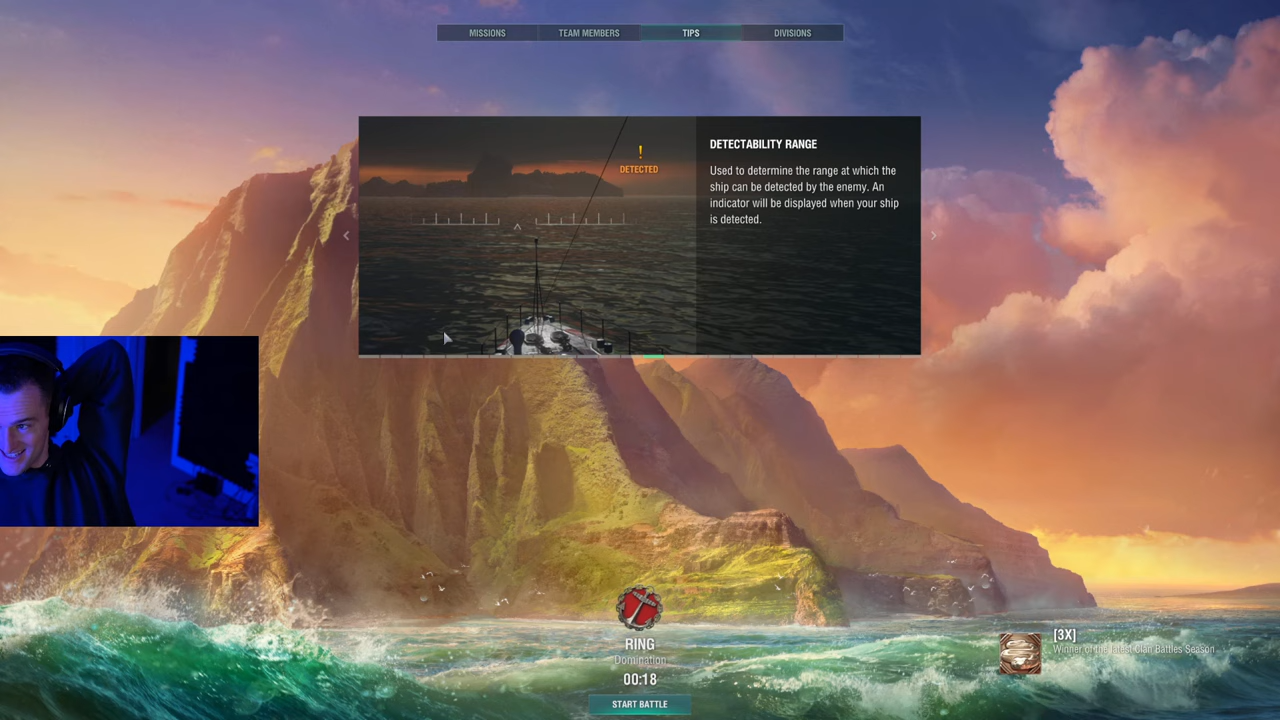 MISSIONS
TEAM MEMBERS
TIPS
DIVISIONS
!
DETECTED
DETECTABILITY RANGE
Used to determine the range at which the
ship can be detected by the enemy. An
indicator will be displayed when your ship
is detected.
RING
Domination
00:18
START BATTLE
[3X]
Winner of the latest Clan Battles Season